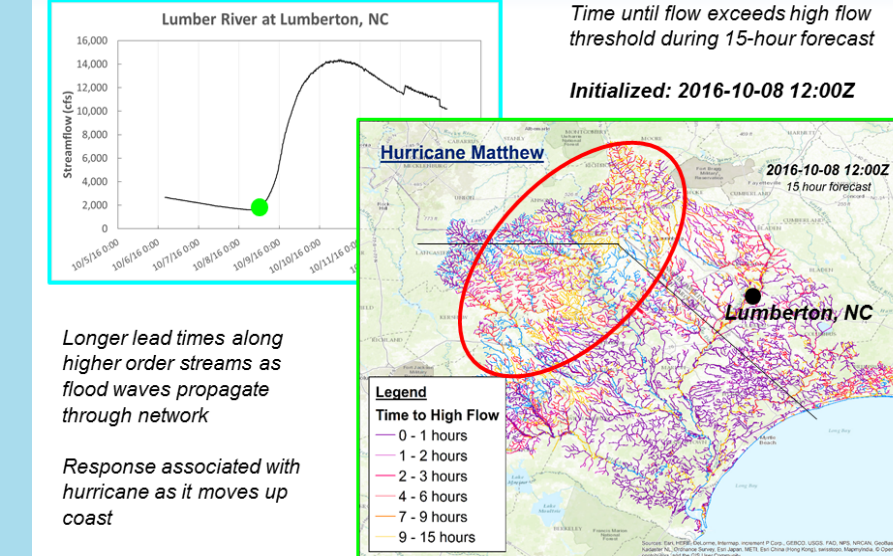 Lumber River at Lumberton, NC
16,000
14,000
12,000
10,000
8,000
6,000
4,000
2,000
0
Streamflow (cfs)
10/5/16 0:00
10/6/16 0:00
10/7/16 0:00
10/8/16 0:00
10/9/16 0:00
10/10/16 0:00
10/11/16 0:0
Time until flow exceeds high flow
threshold during 15-hour forecast
Initialized: 2016-10-08 12:00Z
Hurricane Matthew
2016-10-08 12:00Z
15 hour forecast
Lumberton, NC
Longer lead times along
higher order streams as
flood waves propagate
through network
Response associated with
hurricane as it moves up
coast
Legend
Time to High Flow
0 - 1 hours
1 - 2 hours
2 - 3 hours
4 - 6 hours
7 - 9 hours
9 - 15 hours
Myrtle
Beach
Long Bay